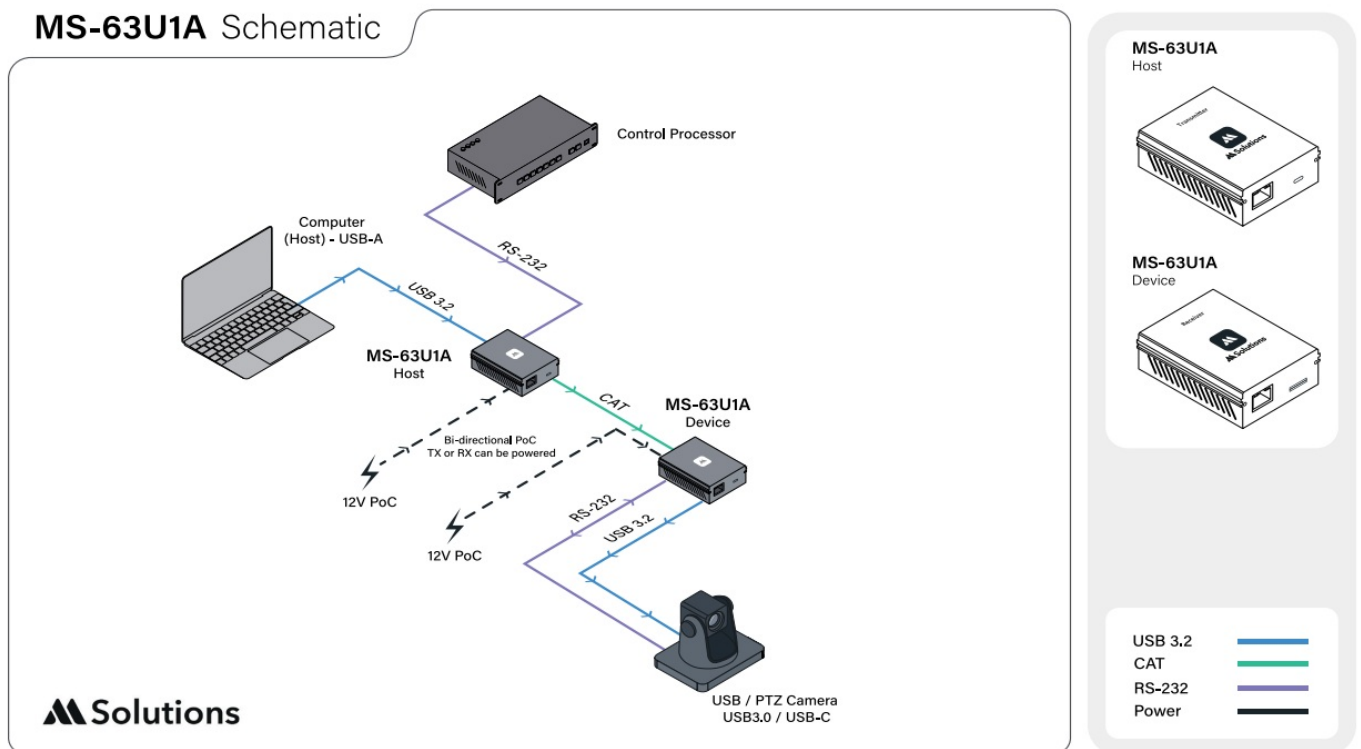 MS-63U1A Schematic
Control Processor
Computer
(Host) - USB-A
RS-232
USB 3.2
MS-63U1A
Host
CAT
MS-63U1A
Device
Bi-directional PoC
TX or RX can be powered
12V PoC
12V PoC
RS-232
USB 3.2
USB / PTZ Camera
USB3.0 / USB-C
Solutions
MS-63U1A
Host
Transmitter
Solutions
MS-63U1A
Device
Receiver
Solutions
USB 3.2
CAT
RS-232
Power